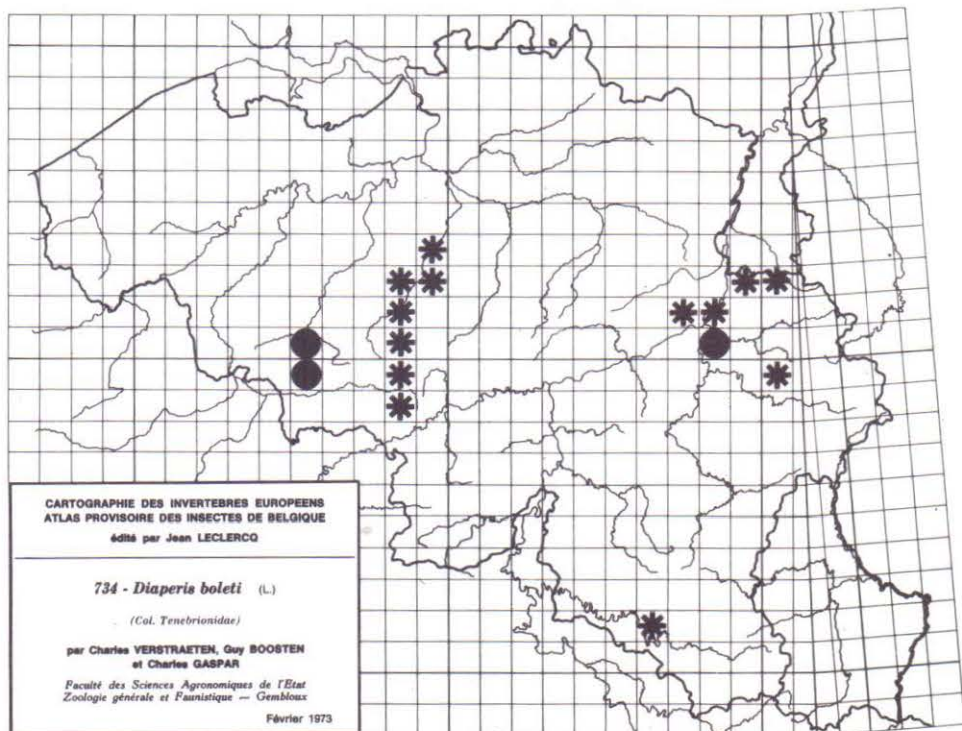 CARTOGRAPHIE DES INVERTEBRES EUROPEENS
ATLAS PROVISOIRE DES INSECTES DE BELGIQUE
édité par Jean LECLERCQ
734 - Diaperis boleti (L.)
(Col. Tenebrionidae)
par Charles VERSTRAETEN, Guy BOOSTEN
et Charles GASPAR
Faculté des Sciences Agronomiques de l'Etat
Zoologie générale et Faunistique — Gembloux
Février 1973